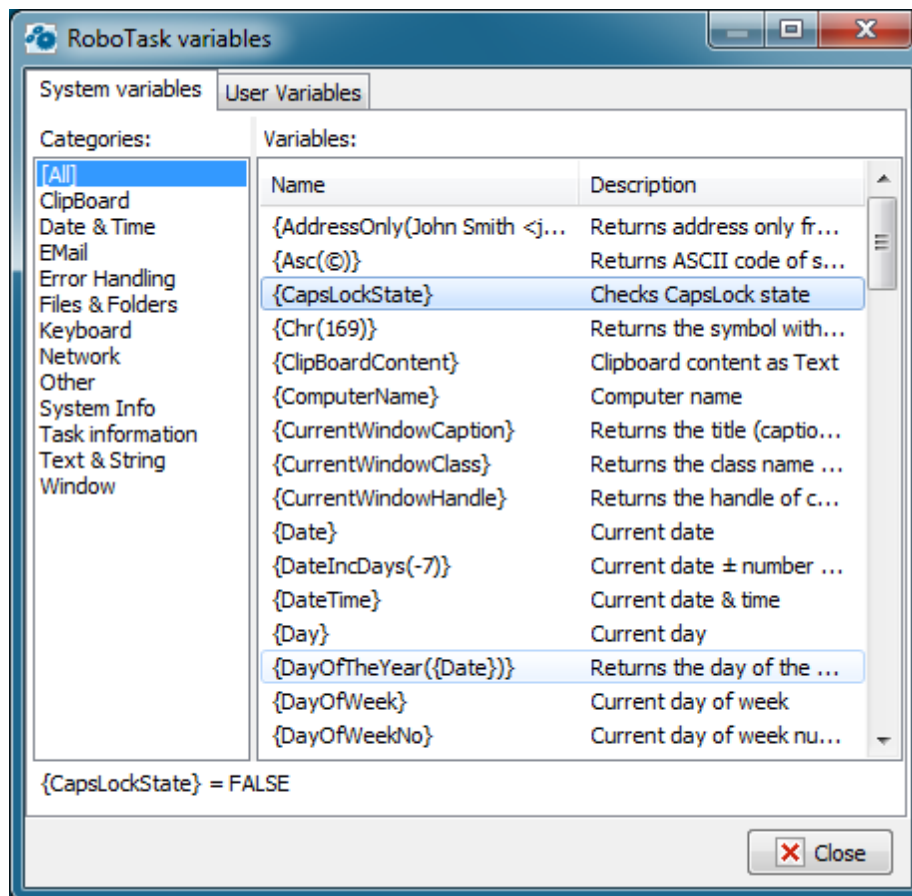 RoboTask variables
System variables
User Variables
Categories:
[All]
ClipBoard
Date & Time
EMail
Error Handling
Files & Folders
Keyboard
Network
Other
System Info
Task information
Text & String
Window
Variables:
Name Description
{AddressOnly(John Smith <j... Returns address only fr...
{Asc(©)} Returns ASCII code of s...
{CapsLockState} Checks CapsLock state
{Chr(169)} Returns the symbol with...
{ClipBoardContent} Clipboard content as Text
{ComputerName} Computer name
{CurrentWindowCaption} Returns the title (captio...
{CurrentWindowClass} Returns the class name ...
{CurrentWindowHandle} Returns the handle of c...
{Date} Current date
{DateIncDays(-7)} Current date ± number ...
{DateTime} Current date & time
{Day} Current day
{DayOfTheYear({Date})} Returns the day of the ...
{DayOfWeek} Current day of week
{DayOfWeekNo} Current day of week nu...
{CapsLockState} = FALSE
Close